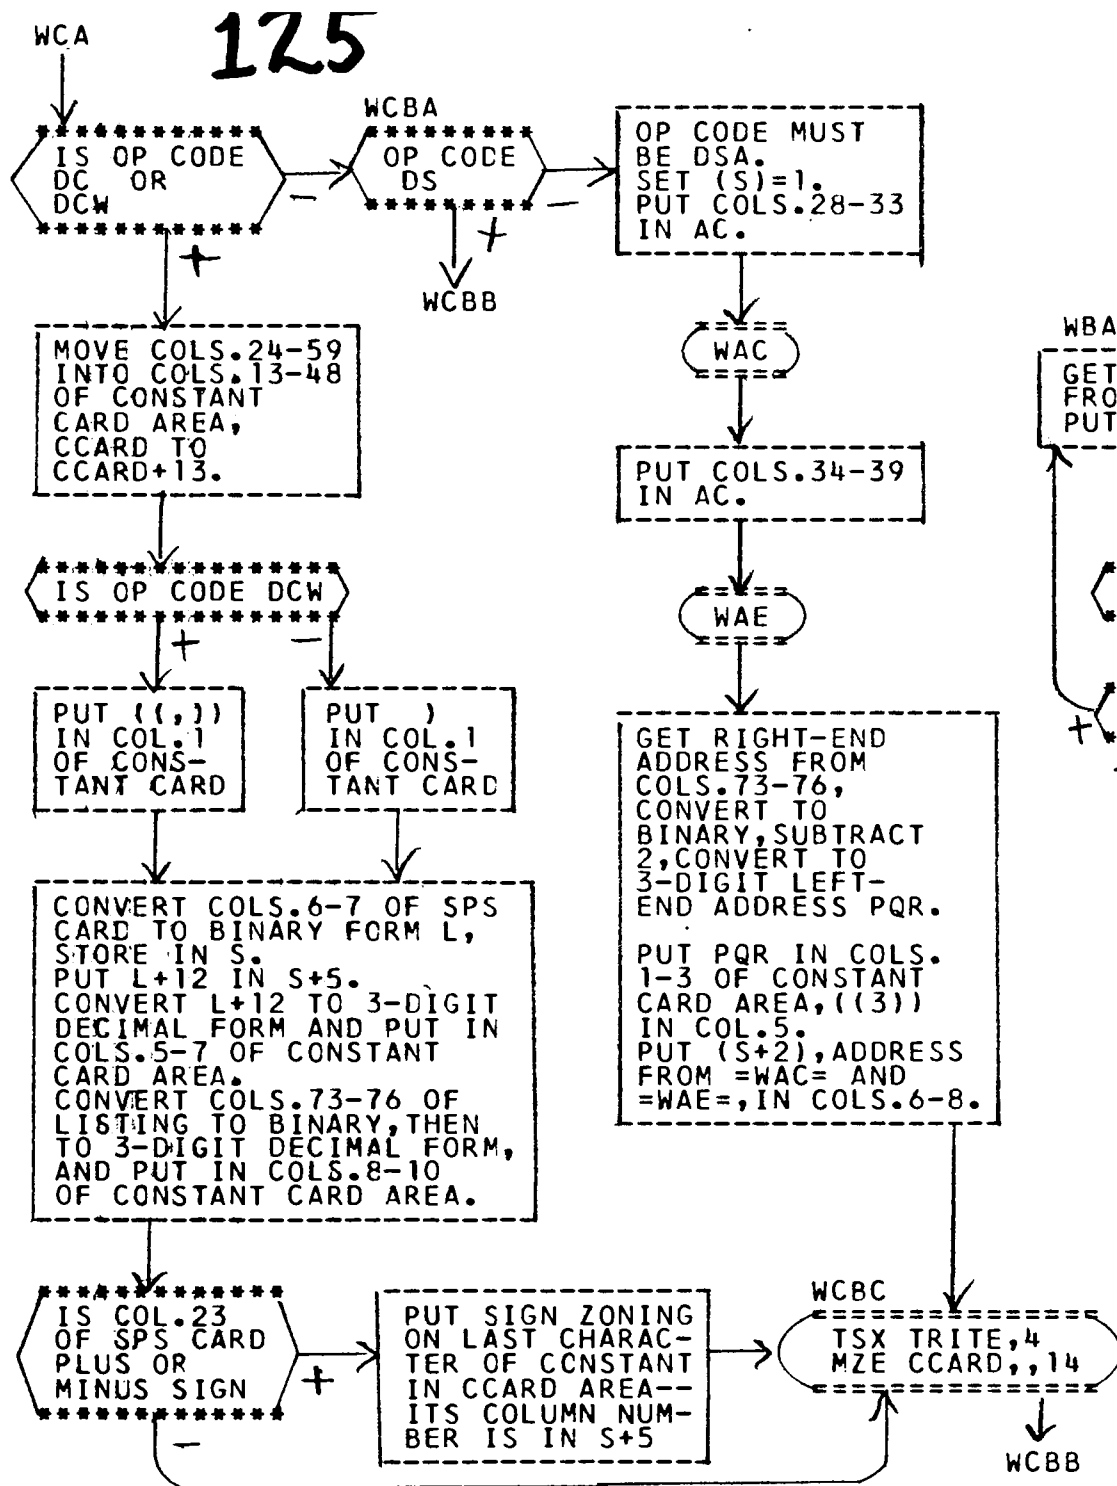 125
WCA
IS OP CODE
DC OR
DCW
-
+
WCBA
OP CODE
DS
-
+
WCBB
OP CODE MUST
BE DSA.
SET (S)=1.
PUT COLS.28-33
IN AC.
WAC
PUT COLS.34-39
IN AC.
WAE
GET RIGHT-END
ADDRESS FROM
COLS.73-76,
CONVERT TO
BINARY,SUBTRACT
2,CONVERT TO
3-DIGIT LEFT-
END ADDRESS PQR.
PUT PQR IN COLS.
1-3 OF CONSTANT
CARD AREA,((3))
IN COL.5.
PUT (S+2),ADDRESS
FROM =WAC= AND
=WAE=,IN COLS.6-8.
MOVE COLS.24-59
INTO COLS.13-48
OF CONSTANT
CARD AREA,
CCARD TO
CCARD+13.
IS OP CODE DCW
+
-
PUT ((,))
IN COL.1
OF CONS-
TANT CARD
PUT )
IN COL.1
OF CONS-
TANT CARD
CONVERT COLS.6-7 OF SPS
CARD TO BINARY FORM L,
STORE IN S.
PUT L+12 IN S+5.
CONVERT L+12 TO 3-DIGIT
DECIMAL FORM AND PUT IN
COLS.5-7 OF CONSTANT
CARD AREA.
CONVERT COLS.73-76 OF
LISTING TO BINARY,THEN
TO 3-DIGIT DECIMAL FORM,
AND PUT IN COLS.8-10
OF CONSTANT CARD AREA.
IS COL.23
OF SPS CARD
PLUS OR
MINUS SIGN
+
-
PUT SIGN ZONING
ON LAST CHARAC-
TER OF CONSTANT
IN CCARD AREA--
ITS COLUMN NUM-
BER IS IN S+5
WCBC
TSX TRITE,4
MZE CCARD,,14
WCBB
WBA
GET
FRO
PUT
+